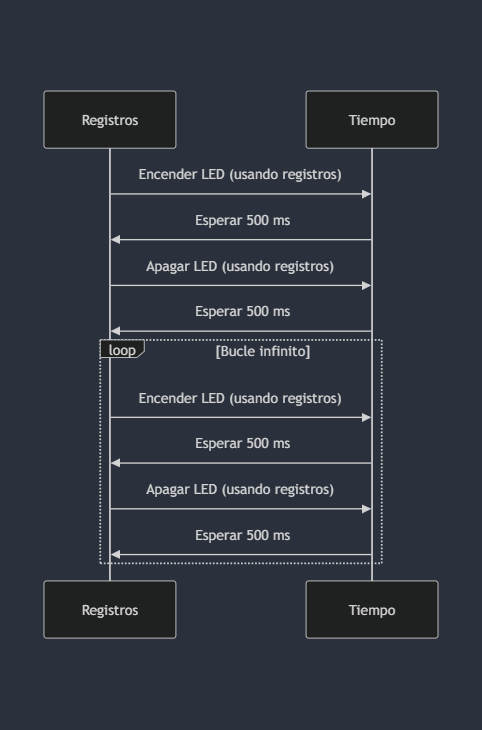 Registros
Tiempo
Encender LED (usando registros)
Esperar 500 ms
Apagar LED (usando registros)
Esperar 500 ms
loop
[Bucle infinito]
Encender LED (usando registros)
Esperar 500 ms
Apagar LED (usando registros)
Esperar 500 ms
Registros
Tiempo